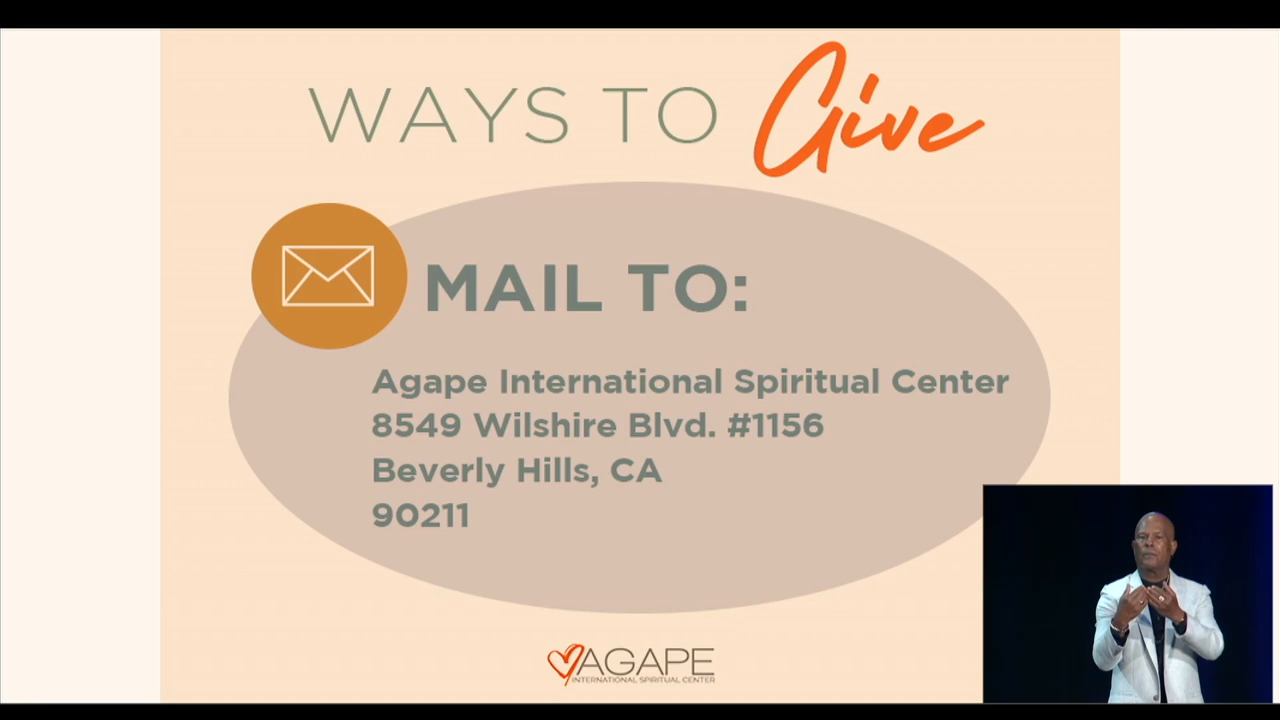 WAYS TO Give
MAIL TO:
Agape International Spiritual Center
8549 Wilshire Blvd. #1156
Beverly Hills, CA
90211
AGAPE
INTERNATIONAL SPIRITUAL CENTER